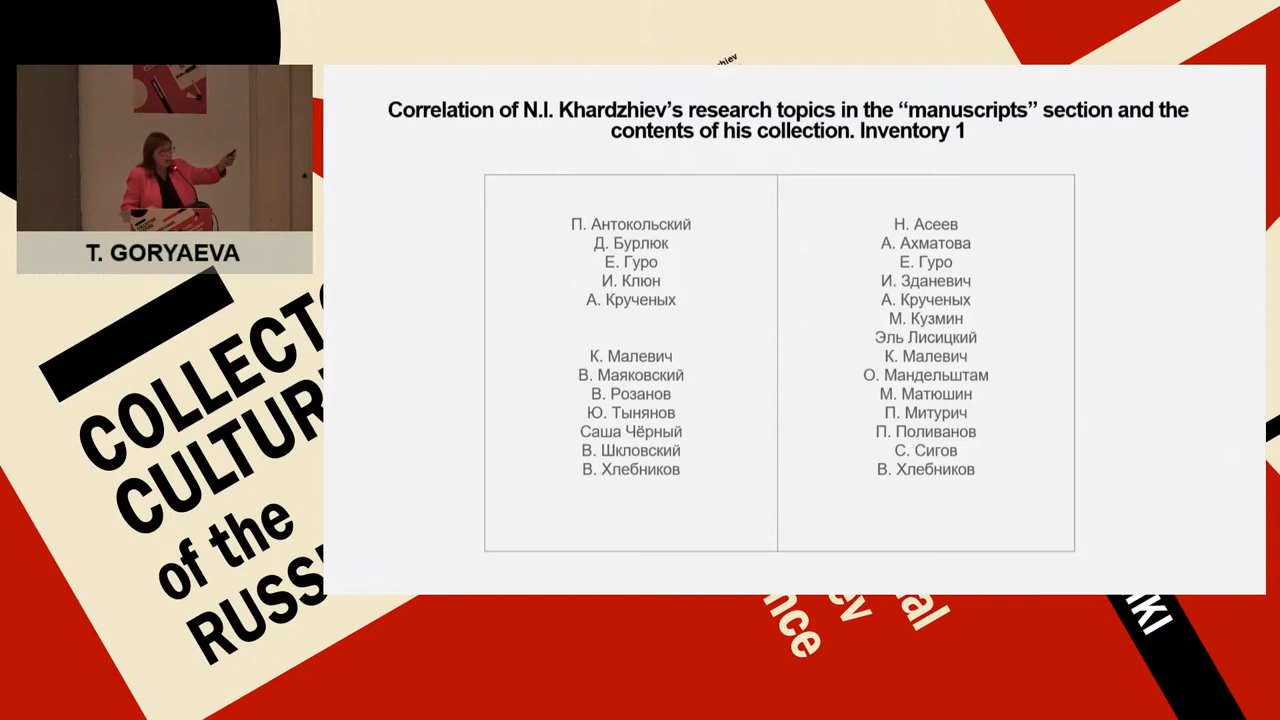 Correlation of N.I. Khardzhiev’s research topics in the “manuscripts” section and the
contents of his collection. Inventory 1
П. Антокольский
Д. Бурлюк
Е. Гуро
И. Клюн
А. Крученых
К. Малевич
В. Маяковский
В. Розанов
Ю. Тынянов
Саша Чёрный
В. Шкловский
В. Хлебников
Н. Асеев
А. Ахматова
Е. Гуро
И. Зданевич
А. Крученых
М. Кузмин
Эль Лисицкий
К. Малевич
О. Мандельштам
М. Матюшин
П. Митурич
П. Поливанов
С. Сигов
В. Хлебников
T. GORYAEVA
COLLECT
CULTUR
of the
RUSS